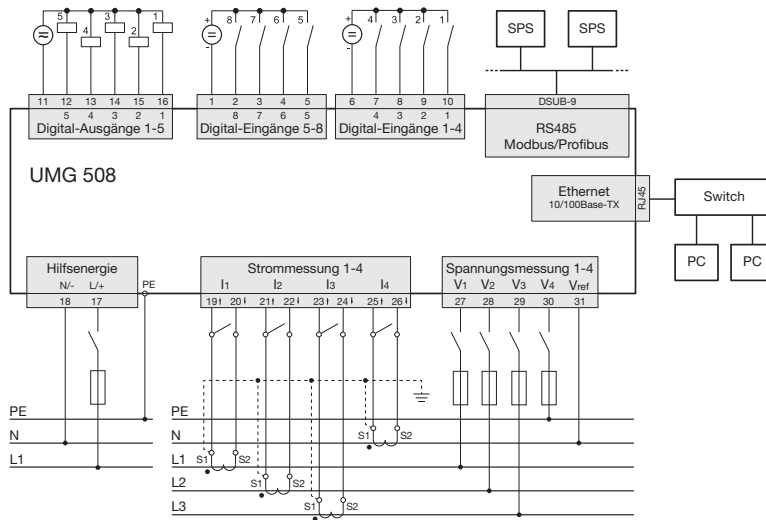 5 3 1
4 2
8 7 6 5
4 3 2 1
+ + 
- -
SPS SPS
11 12 13 14 15 16
5 4 3 2 1
Digital-Ausgänge 1-5
1 2 3 4 5
8 7 6 5
Digital-Eingänge 5-8
6 7 8 9 10
4 3 2 1
Digital-Eingänge 1-4
DSUB-9
RS485
Modbus/Profibus
UMG 508
Ethernet
10/100Base-TX
RJ45
Switch
PC PC
Hilfsenergie
N/- L/+ PE
18 17
Strommessung 1-4
I1 I2 I3 I4
19 20 21 22 23 24 25 26
Spannungsmessung 1-4
V1 V2 V3 V4 Vref
27 28 29 30 31
PE
N
L1
PE
N
L1
L2
L3
S1 S2
S1 S2
S1 S2
S1 S2